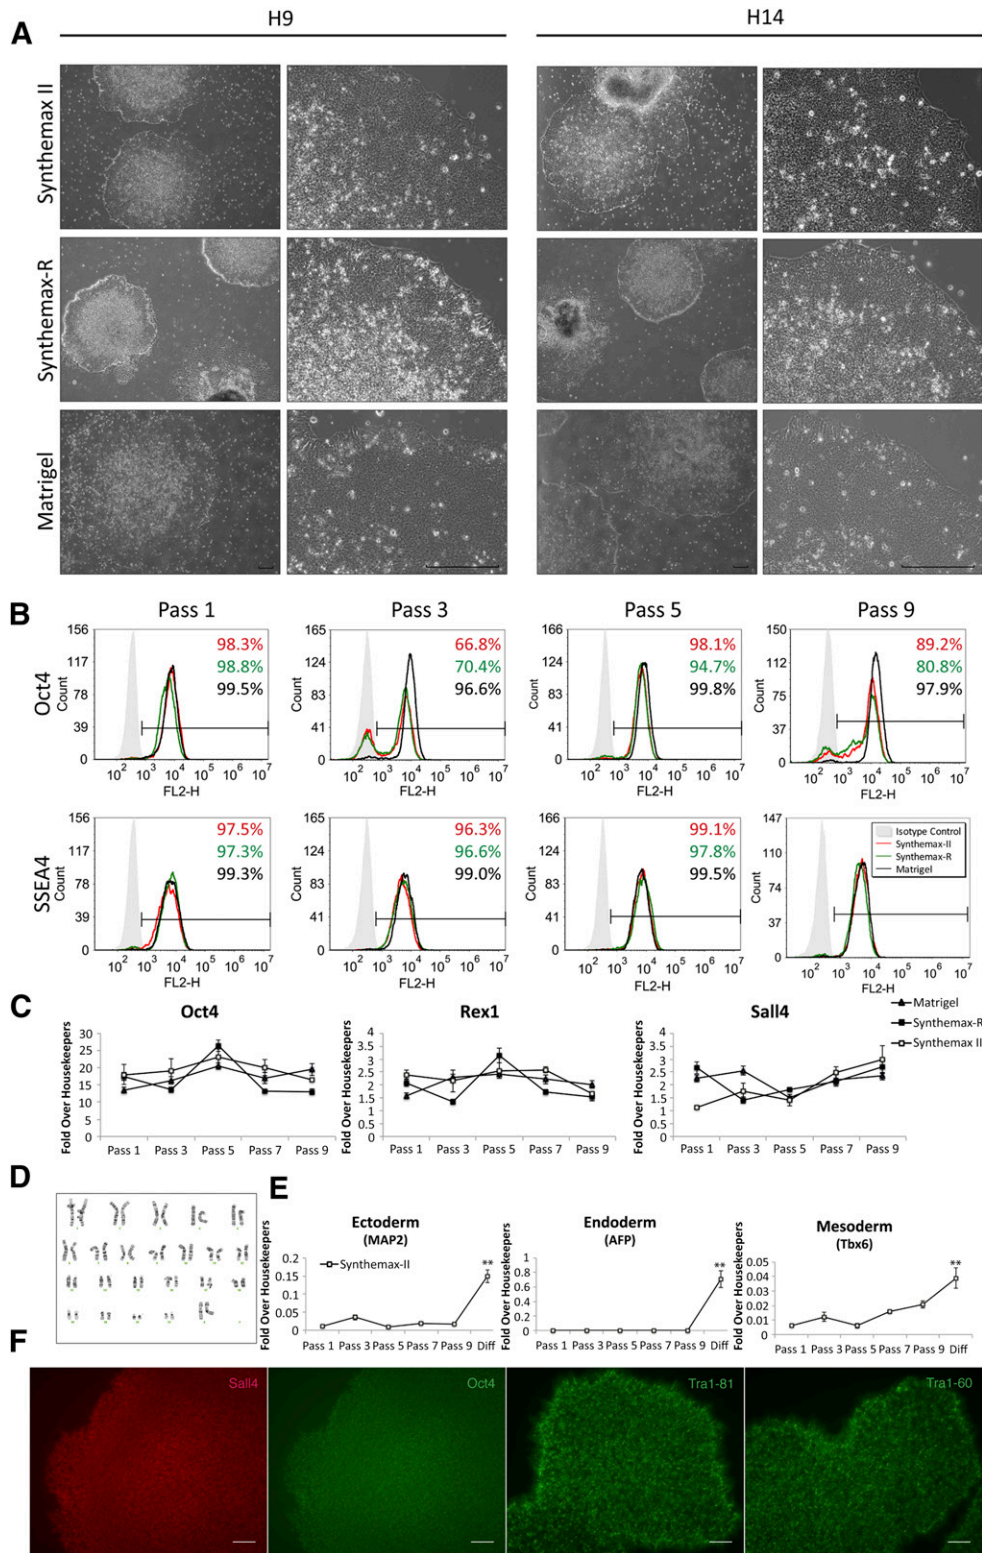 A
H9
H14
Synthemax II
Synthemax-R
Matrigel
B
Pass 1
Pass 3
Pass 5
Pass 9
Oct4
156
117
78
39
0
Count
98.3%
98.8%
99.5%
10² 10³ 10⁴ 10⁵ 10⁶ 10⁷
FL2-H
165
124
83
41
0
Count
66.8%
70.4%
96.6%
10² 10³ 10⁴ 10⁵ 10⁶ 10⁷
FL2-H
165
124
83
41
0
Count
98.1%
94.7%
99.8%
10² 10³ 10⁴ 10⁵ 10⁶ 10⁷
FL2-H
150
112
75
37
0
Count
89.2%
80.8%
97.9%
10² 10³ 10⁴ 10⁵ 10⁶ 10⁷
FL2-H
SSEA4
156
117
78
39
0
Count
97.5%
97.3%
99.3%
10² 10³ 10⁴ 10⁵ 10⁶ 10⁷
FL2-H
165
124
83
41
0
Count
96.3%
96.6%
99.0%
10² 10³ 10⁴ 10⁵ 10⁶ 10⁷
FL2-H
165
124
83
41
0
Count
99.1%
97.8%
99.5%
10² 10³ 10⁴ 10⁵ 10⁶ 10⁷
FL2-H
147
110
74
37
0
Count
Isotype Control
Synthemax-II
Synthemax-R
Matrigel
10² 10³ 10⁴ 10⁵ 10⁶ 10⁷
FL2-H
C
Oct4
Fold Over Housekeepers
30
25
20
15
10
5
0
Pass 1 Pass 3 Pass 5 Pass 7 Pass 9
Rex1
Fold Over Housekeepers
4
3.5
3
2.5
2
1.5
1
0.5
0
Pass 1 Pass 3 Pass 5 Pass 7 Pass 9
Sall4
Fold Over Housekeepers
4
3.5
3
2.5
2
1.5
1
0.5
0
Pass 1 Pass 3 Pass 5 Pass 7 Pass 9
Matrigel
Synthemax-R
Synthemax II
D
E
Ectoderm
(MAP2)
Fold Over Housekeepers
0.2
0.15
0.1
0.05
0
Synthemax-II
**
Pass 1 Pass 3 Pass 5 Pass 7 Pass 9 Diff
Endoderm
(AFP)
Fold Over Housekeepers
1
0.8
0.6
0.4
0.2
0
**
Pass 1 Pass 3 Pass 5 Pass 7 Pass 9 Diff
Mesoderm
(Tbx6)
Fold Over Housekeepers
0.05
0.04
0.03
0.02
0.01
0
**
Pass 1 Pass 3 Pass 5 Pass 7 Pass 9 Diff
F
Sall4
Oct4
Tra1-81
Tra1-60